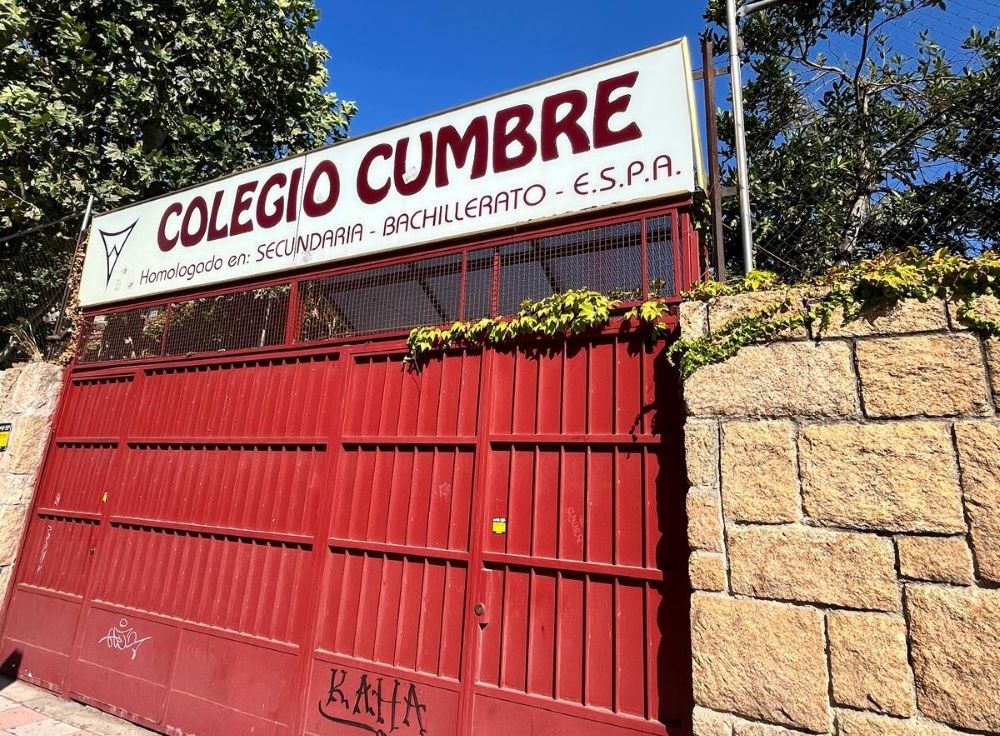 COLEGIO CUMBRE
Homologado en: SECUNDARIA - BACHILLERATO - E.S.P.A.
KAHA